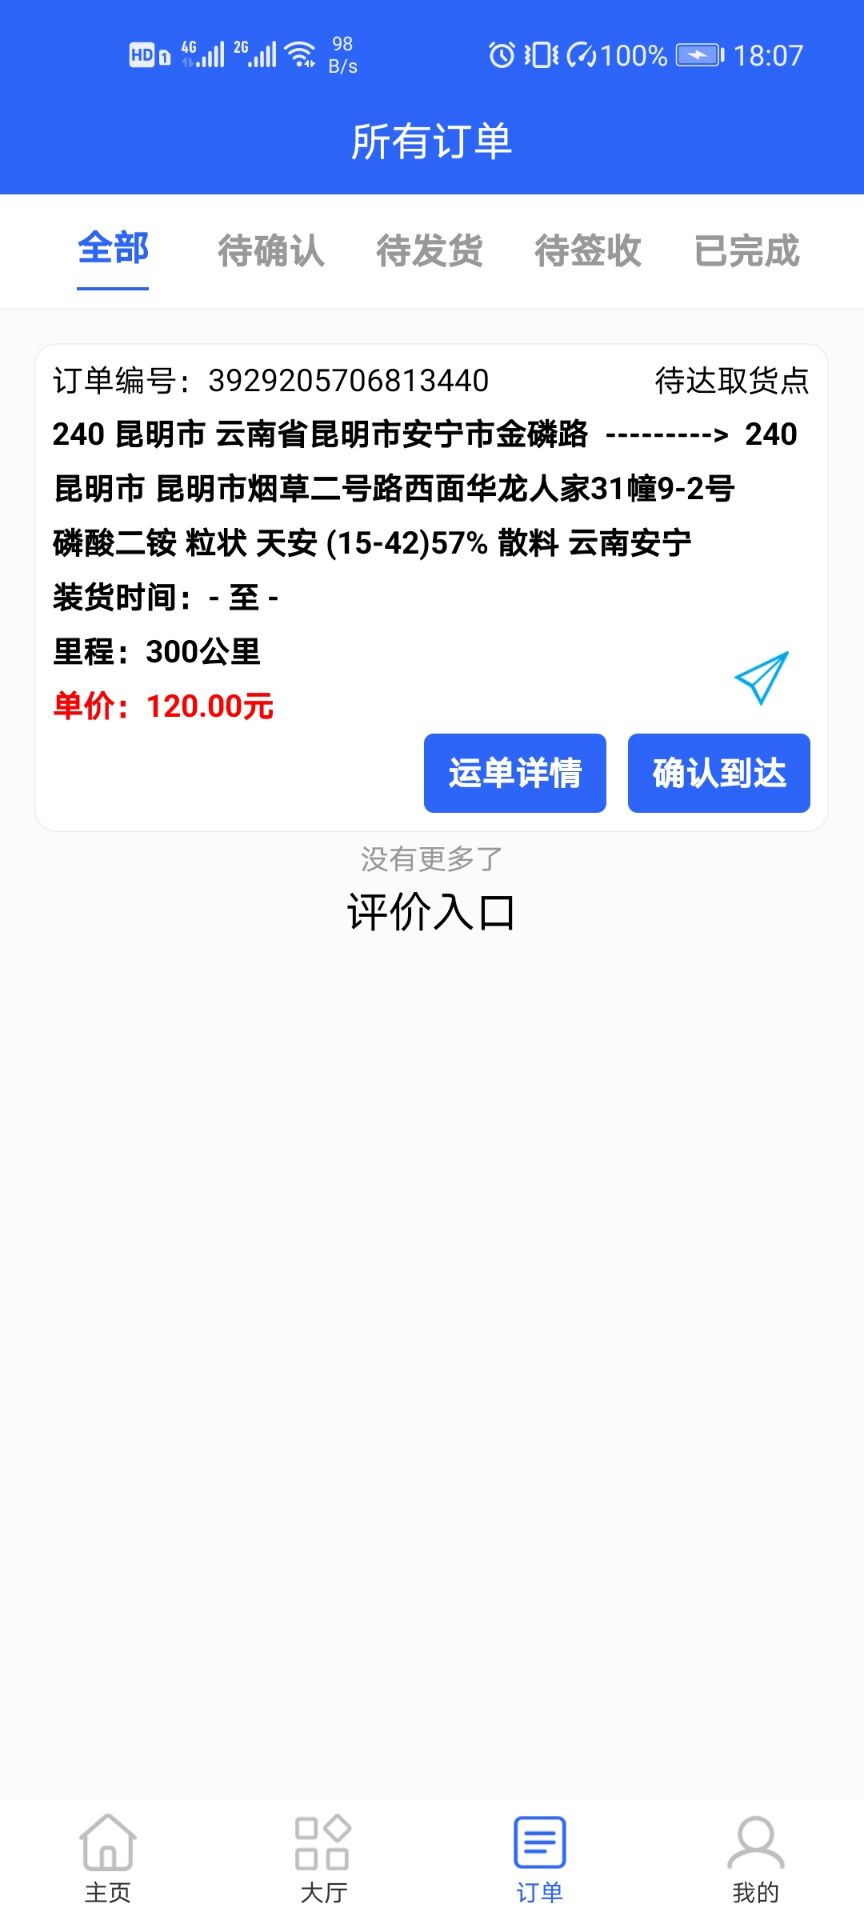 HD 1 4G 2G 98 B/s 100% 18:07
所有订单
全部 待确认 待发货 待签收 已完成
订单编号：3929205706813440 待达取货点
240 昆明市 云南省昆明市安宁市金磷路 ---------> 240
昆明市 昆明市烟草二号路西面华龙人家31幢9-2号
磷酸二铵 粒状 天安 (15-42)57% 散料 云南安宁
装货时间：- 至 -
里程：300公里
单价：120.00元
运单详情 确认到达
没有更多了
评价入口
主页 大厅 订单 我的